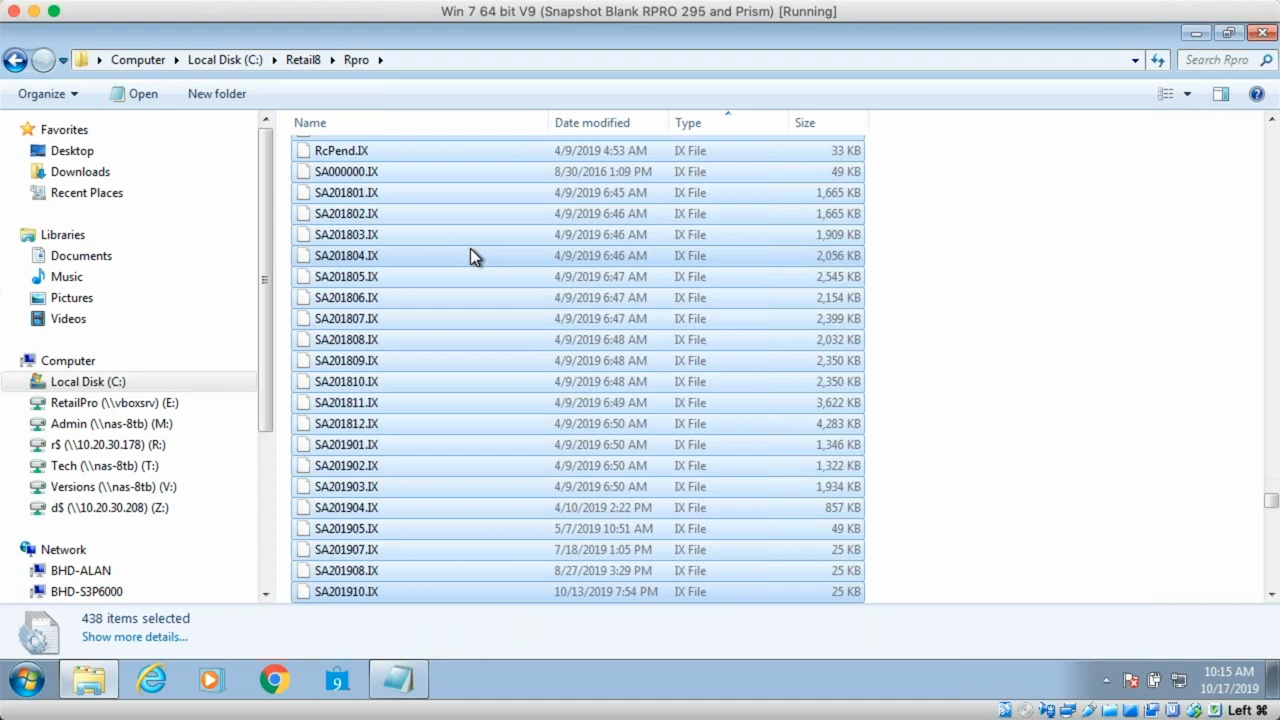 Win 7 64 bit V9 (Snapshot Blank RPRO 295 and Prism) [Running]
Computer Local Disk (C:) Retail8 Rpro Search Rpro
Organize Open New folder
Name Date modified Type Size
Favorites
Desktop
Downloads
Recent Places
Libraries
Documents
Music
Pictures
Videos
Computer
Local Disk (C:)
RetailPro (\\vboxsrv) (E:)
Admin (\\nas-8tb) (M:)
r$ (\\10.20.30.178) (R:)
Tech (\\nas-8tb) (T:)
Versions (\\nas-8tb) (V:)
d$ (\\10.20.30.208) (Z:)
Network
BHD-ALAN
BHD-S3P6000
RcPend.IX 4/9/2019 4:53 AM IX File 33 KB
SA000000.IX 8/30/2016 1:09 PM IX File 49 KB
SA201801.IX 4/9/2019 6:45 AM IX File 1,665 KB
SA201802.IX 4/9/2019 6:46 AM IX File 1,665 KB
SA201803.IX 4/9/2019 6:46 AM IX File 1,909 KB
SA201804.IX 4/9/2019 6:46 AM IX File 2,056 KB
SA201805.IX 4/9/2019 6:47 AM IX File 2,545 KB
SA201806.IX 4/9/2019 6:47 AM IX File 2,154 KB
SA201807.IX 4/9/2019 6:47 AM IX File 2,399 KB
SA201808.IX 4/9/2019 6:48 AM IX File 2,032 KB
SA201809.IX 4/9/2019 6:48 AM IX File 2,350 KB
SA201810.IX 4/9/2019 6:48 AM IX File 2,350 KB
SA201811.IX 4/9/2019 6:49 AM IX File 3,622 KB
SA201812.IX 4/9/2019 6:50 AM IX File 4,283 KB
SA201901.IX 4/9/2019 6:50 AM IX File 1,346 KB
SA201902.IX 4/9/2019 6:50 AM IX File 1,322 KB
SA201903.IX 4/9/2019 6:50 AM IX File 1,934 KB
SA201904.IX 4/10/2019 2:22 PM IX File 857 KB
SA201905.IX 5/7/2019 10:51 AM IX File 49 KB
SA201907.IX 7/18/2019 1:05 PM IX File 25 KB
SA201908.IX 8/27/2019 3:29 PM IX File 25 KB
SA201910.IX 10/13/2019 7:54 PM IX File 25 KB
438 items selected
Show more details...
9
10:15 AM
10/17/2019
Left ⌘